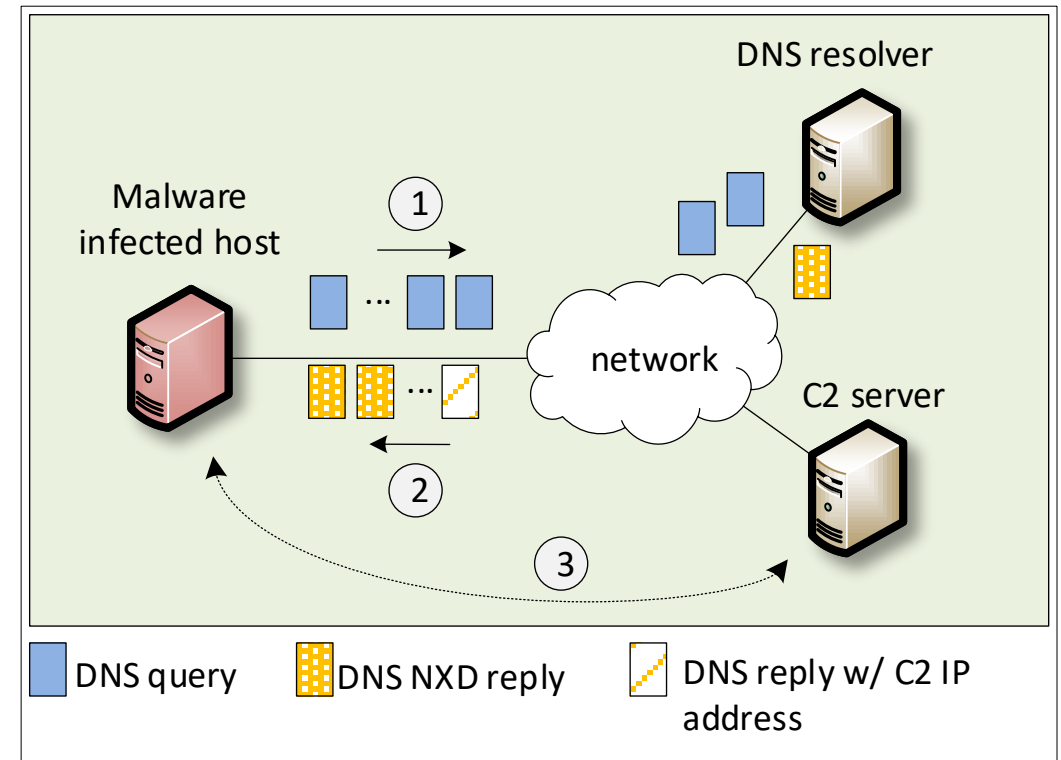 DNS resolver
Malware
infected host
1
...
network
...
2
C2 server
3
DNS query
DNS NXD reply
DNS reply w/ C2 IP
address